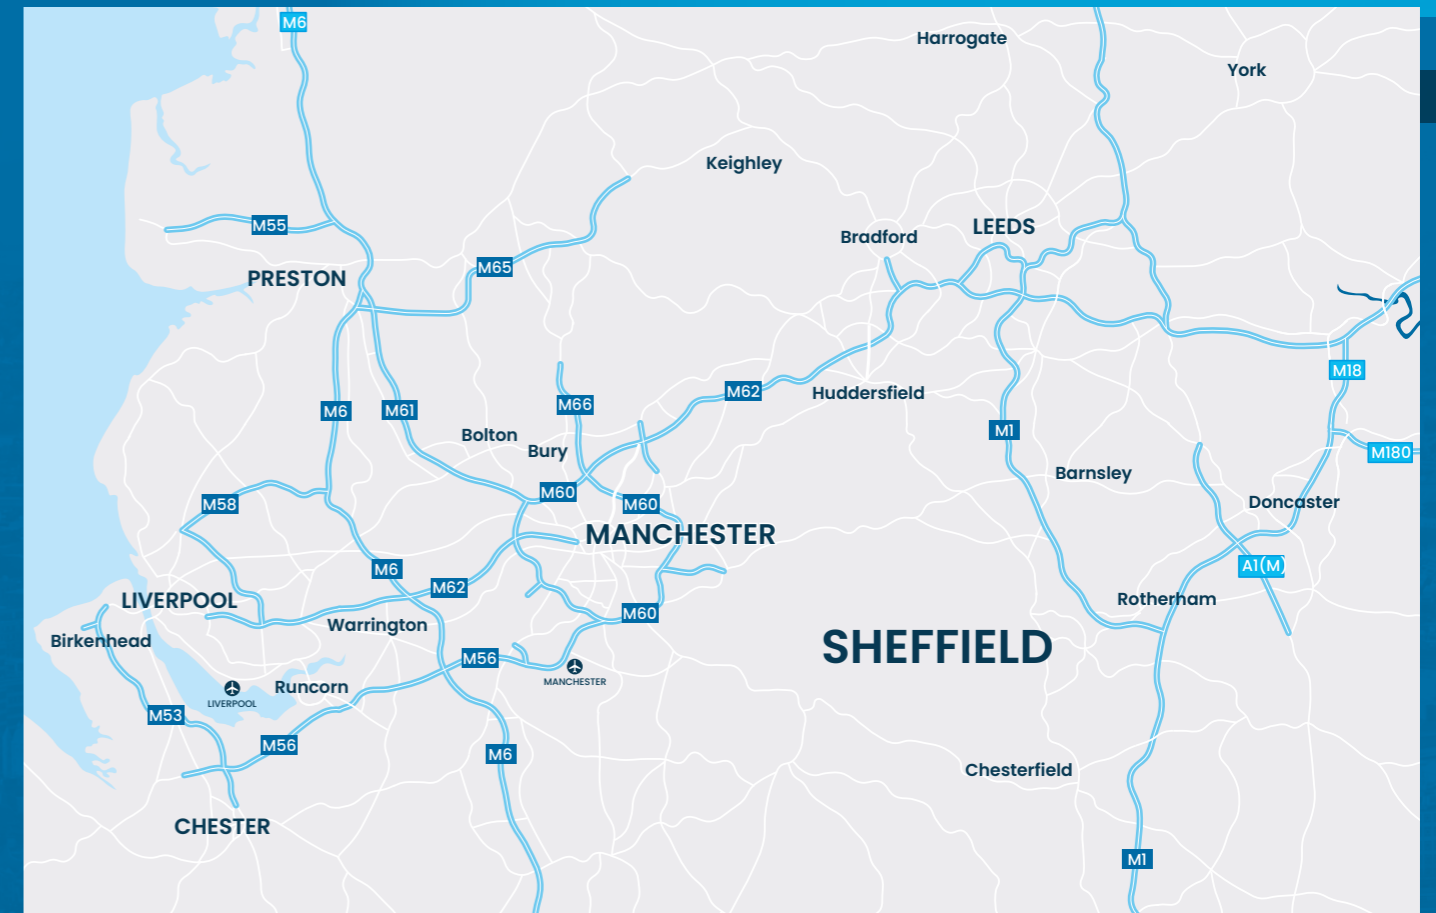 M6
Harrogate
York
Keighley
M55
LEEDS
Bradford
M65
PRESTON
M18
M62
Huddersfield
M6
M61
M66
M1
Bolton
Bury
M180
Barnsley
M60
M58
M60
Doncaster
MANCHESTER
M6
A1(M)
M62
LIVERPOOL
Rotherham
M60
Warrington
Birkenhead
SHEFFIELD
M56
MANCHESTER
Runcorn
LIVERPOOL
M53
M56
M6
Chesterfield
CHESTER
M1